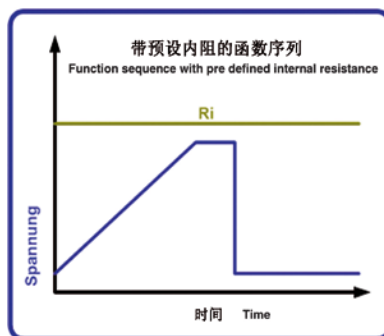 带预设内阻的函数序列
Function sequence with pre defined internal resistance
Ri
Spannung
时间 Time